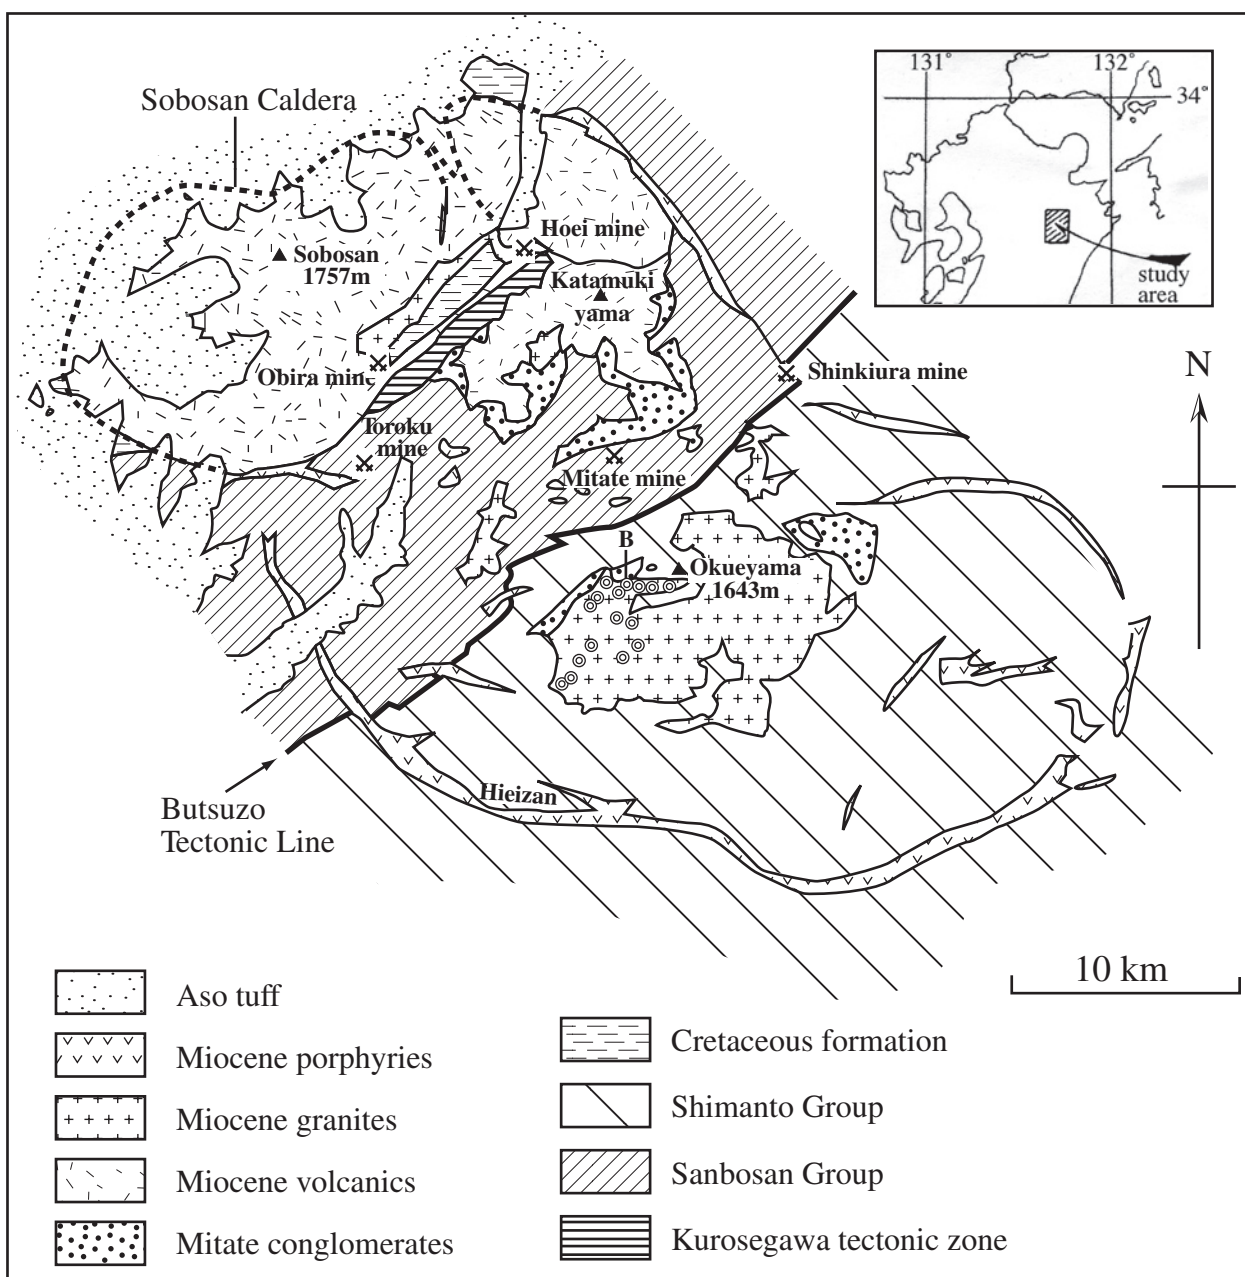 Sobosan Caldera
131°
132°
34°
study
area
Hoei mine
Sobosan
1757m
Katamuki
yama
Obira mine
Shinkiura mine
N
Toroku
mine
Mitate mine
B
Okueyama
1643m
Hieizan
Butsuzo
Tectonic Line
10 km
Aso tuff
Miocene porphyries
Miocene granites
Miocene volcanics
Mitate conglomerates
Cretaceous formation
Shimanto Group
Sanbosan Group
Kurosegawa tectonic zone